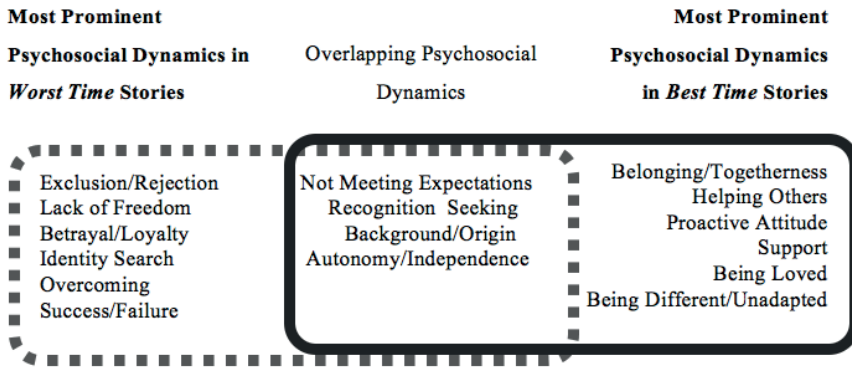 Most Prominent
Psychosocial Dynamics in
Worst Time Stories
Overlapping Psychosocial
Dynamics
Most Prominent
Psychosocial Dynamics
in Best Time Stories
Exclusion/Rejection
Lack of Freedom
Betrayal/Loyalty
Identity Search
Overcoming
Success/Failure
Not Meeting Expectations
Recognition Seeking
Background/Origin
Autonomy/Independence
Belonging/Togetherness
Helping Others
Proactive Attitude
Support
Being Loved
Being Different/Unadapted